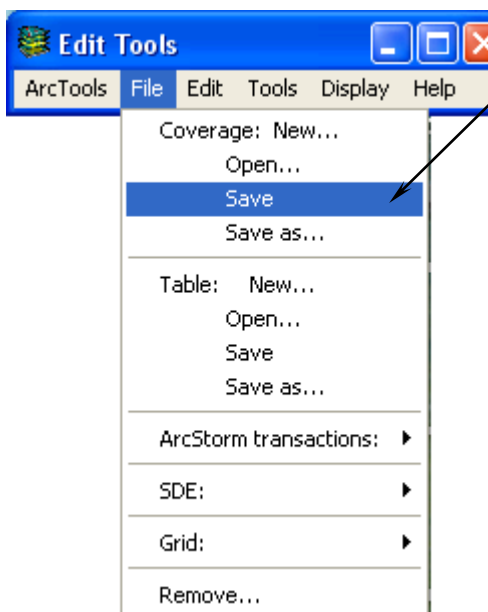 Edit Tools
ArcTools File Edit Tools Display Help
Coverage: New...
Open...
Save
Save as...
Table: New...
Open...
Save
Save as...
ArcStorm transactions:
SDE:
Grid:
Remove...